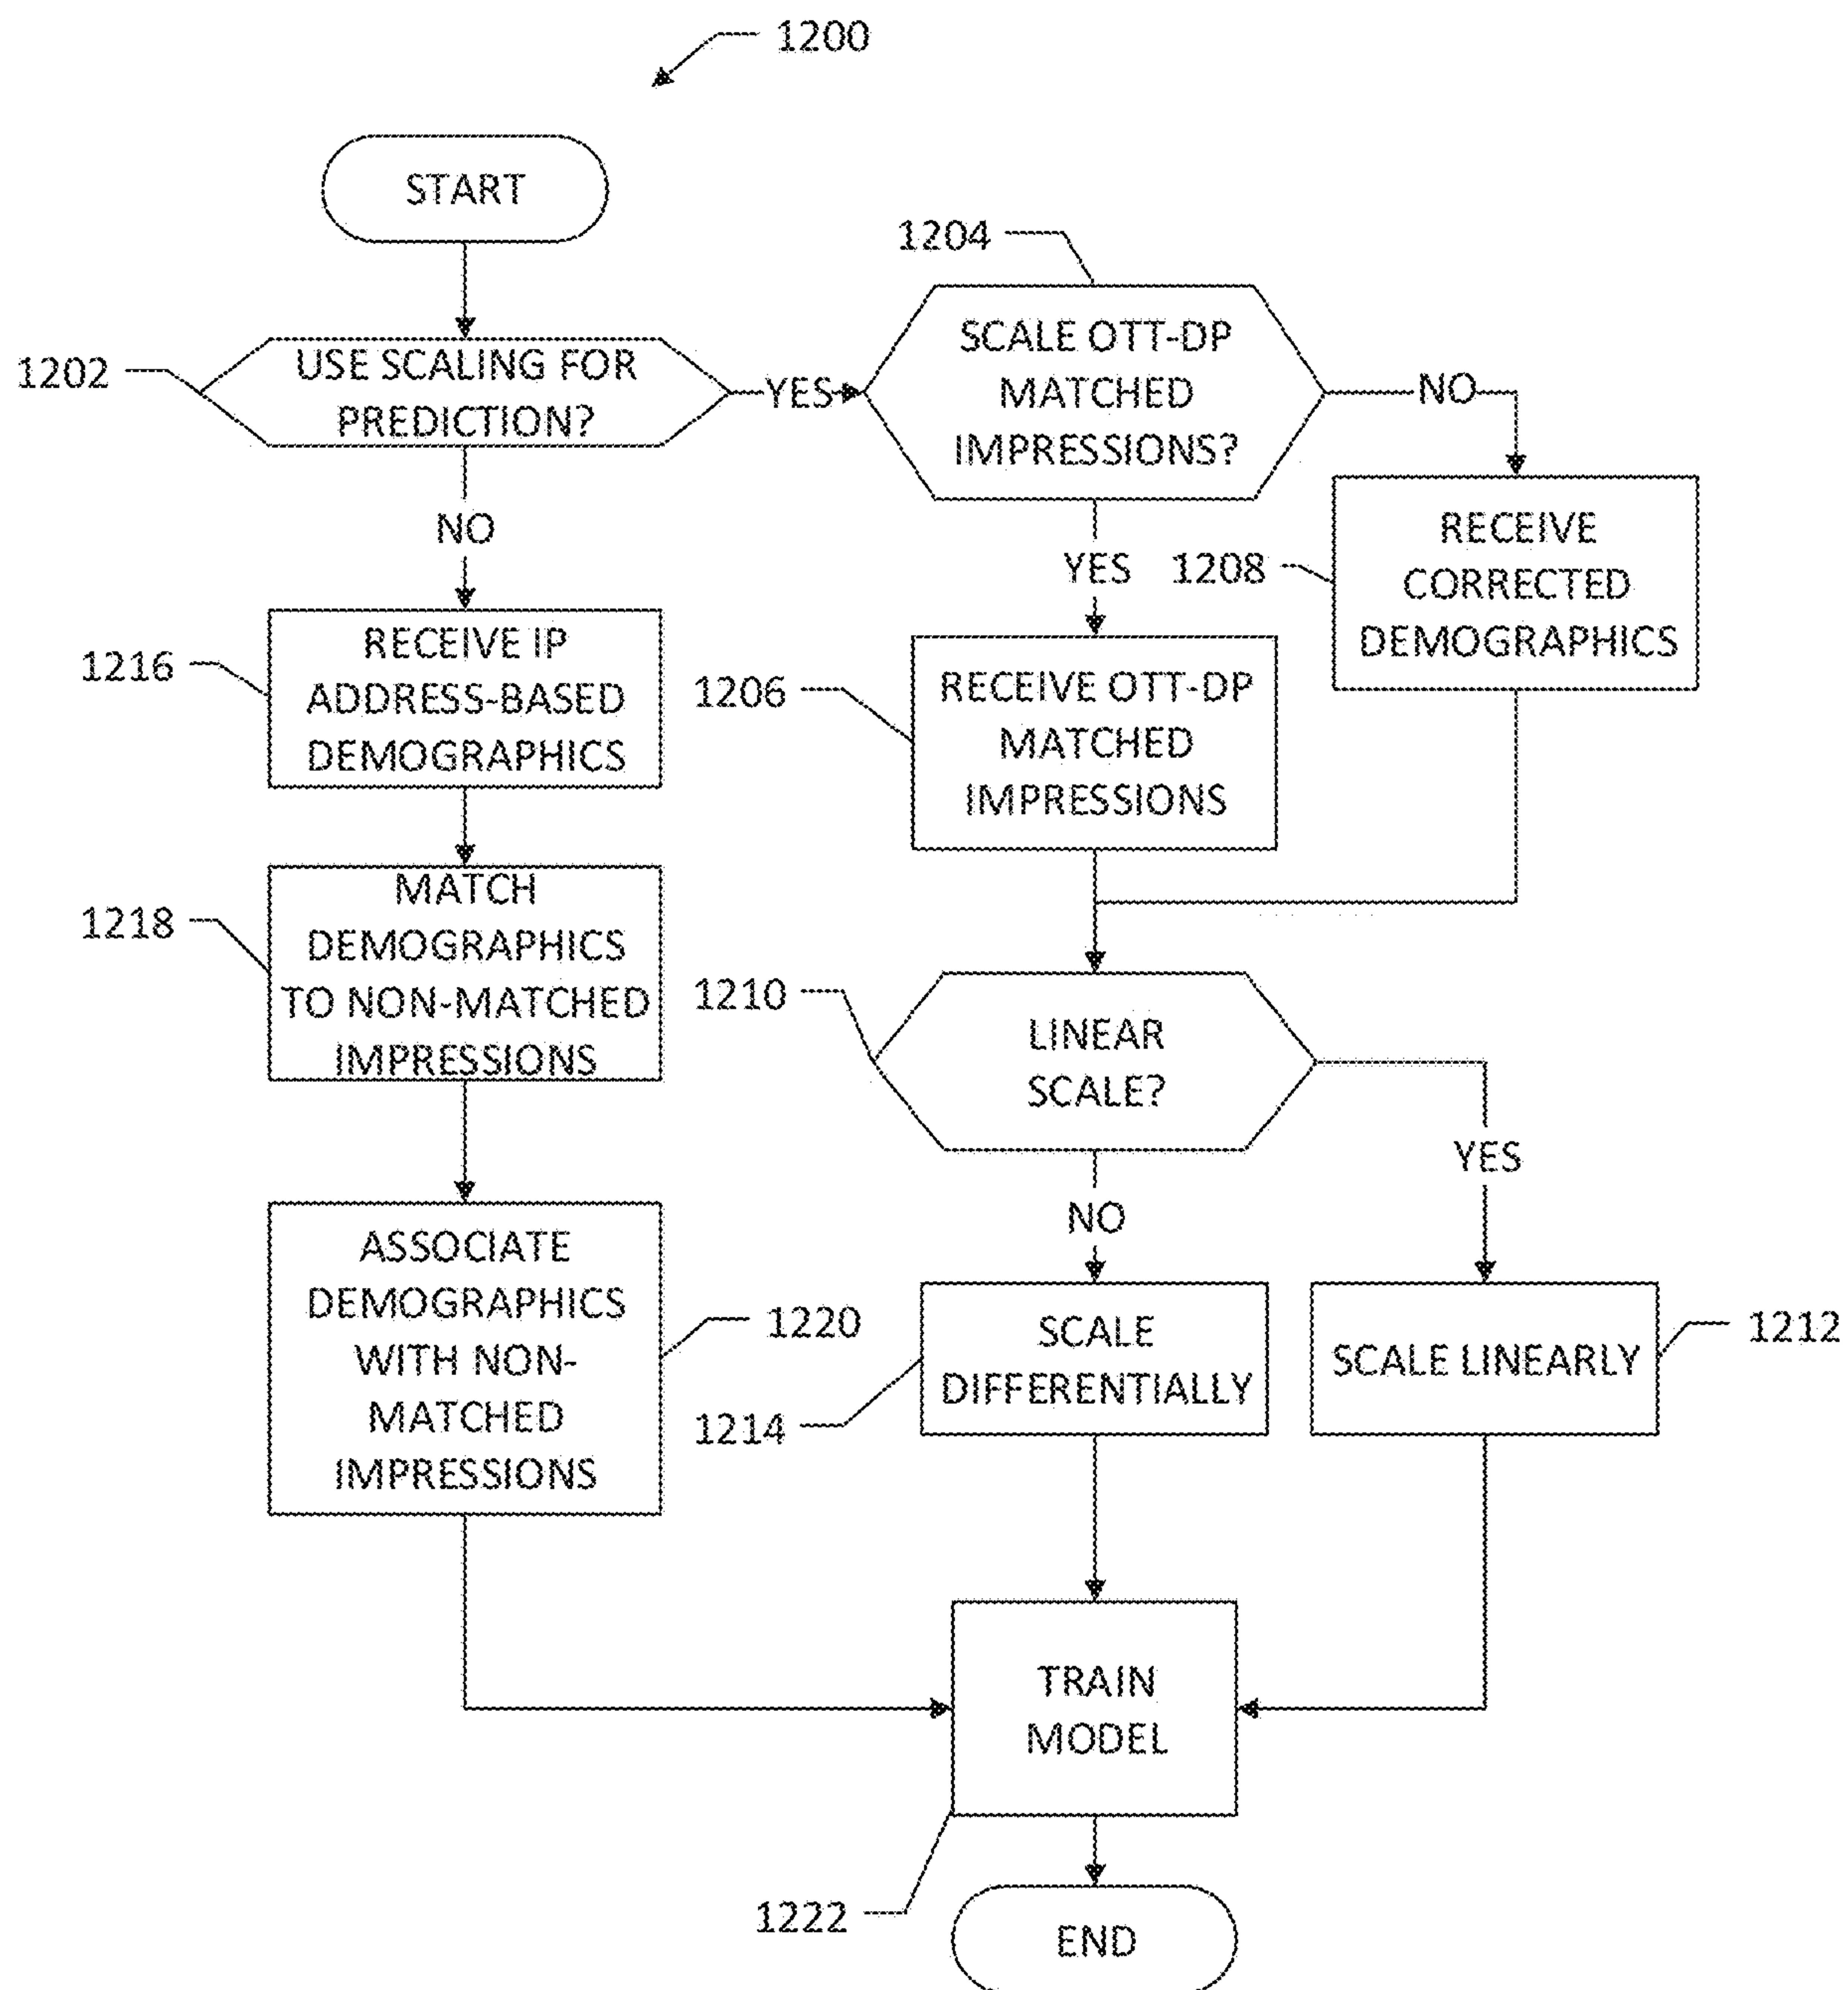 1200
START
1204
1202
USE SCALING FOR
PREDICTION?
YES
SCALE OTT-DP
MATCHED
IMPRESSIONS?
NO
NO
YES
1208
RECEIVE
CORRECTED
DEMOGRAPHICS
1216
RECEIVE IP
ADDRESS-BASED
DEMOGRAPHICS
1206
RECEIVE OTT-DP
MATCHED
IMPRESSIONS
1218
MATCH
DEMOGRAPHICS
TO NON-MATCHED
IMPRESSIONS
1210
LINEAR
SCALE?
YES
NO
ASSOCIATE
DEMOGRAPHICS
WITH NON-
MATCHED
IMPRESSIONS
1220
SCALE
DIFFERENTIALLY
1214
SCALE LINEARLY
1212
TRAIN
MODEL
1222
END